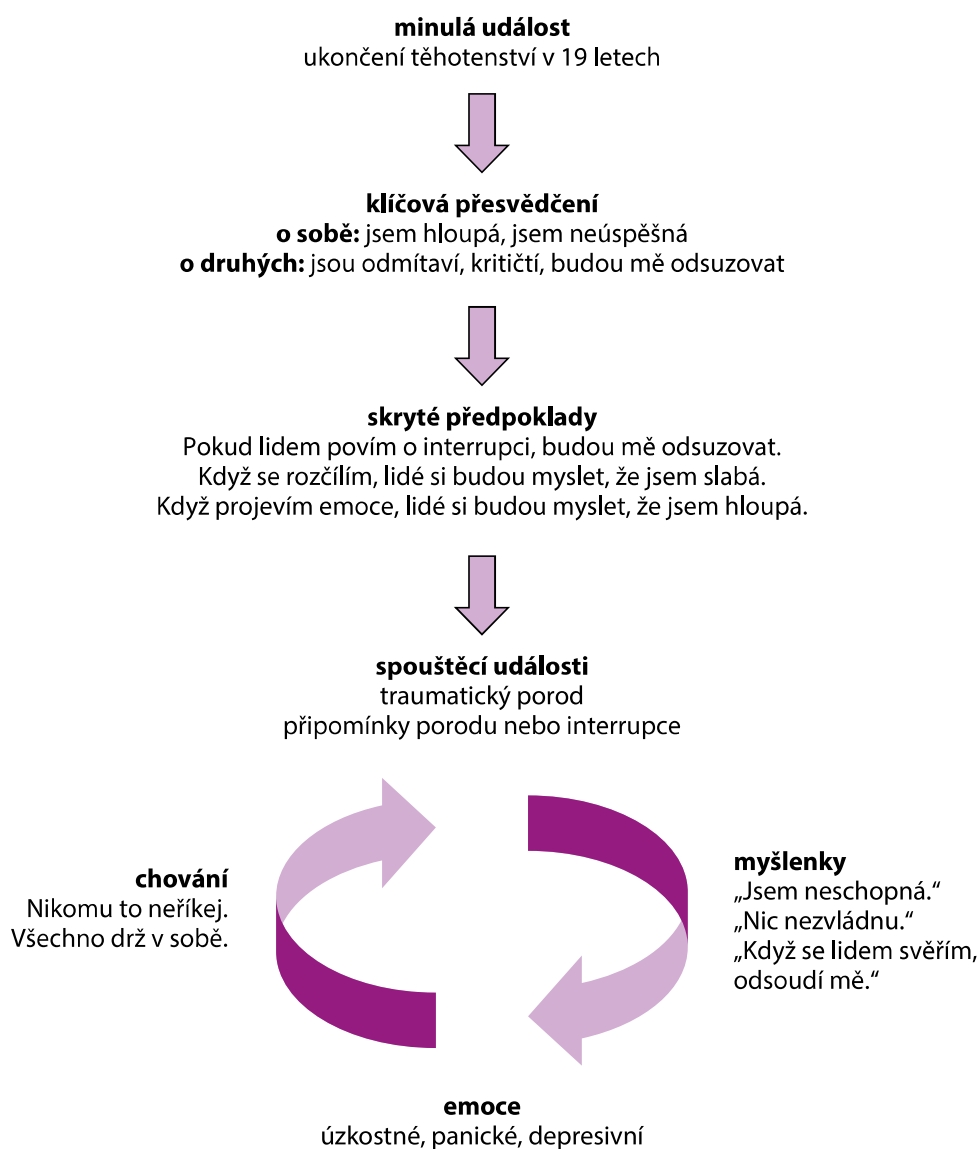 minulá událost
ukončení těhotenství v 19 letech
klíčová přesvědčení
o sobě: jsem hloupá, jsem neúspěšná
o druhých: jsou odmítaví, kritičtí, budou mě odsuzovat
skryté předpoklady
Pokud lidem povím o interrupci, budou mě odsuzovat.
Když se rozčílím, lidé si budou myslet, že jsem slabá.
Když projevím emoce, lidé si budou myslet, že jsem hloupá.
spouštěcí události
traumatický porod
připomínky porodu nebo interrupce
chování
Nikomu to neříkej.
Všechno drž v sobě.
myšlenky
„Jsem neschopná.“
„Nic nezvládnu.“
„Když se lidem svěřím,
odsoudí mě.“
emoce
úzkostné, panické, depresivní